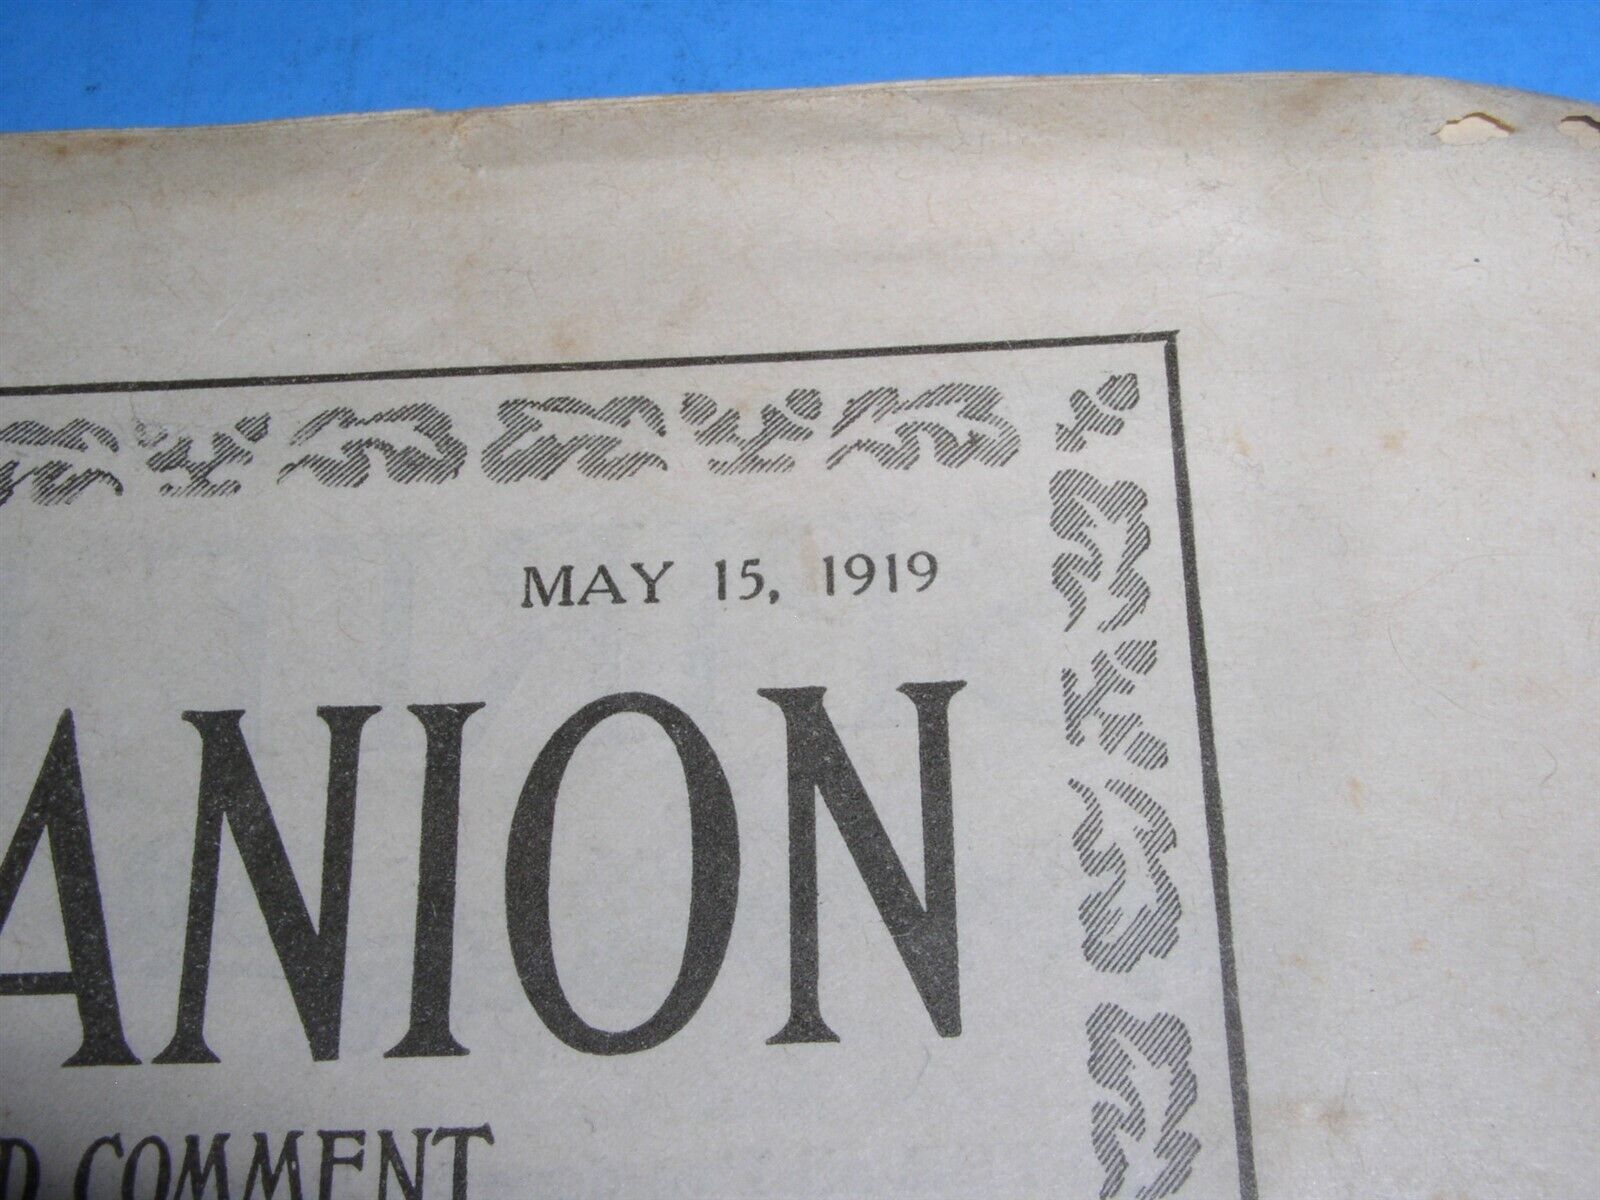 MAY 15, 1919
ANION
D COMMENT